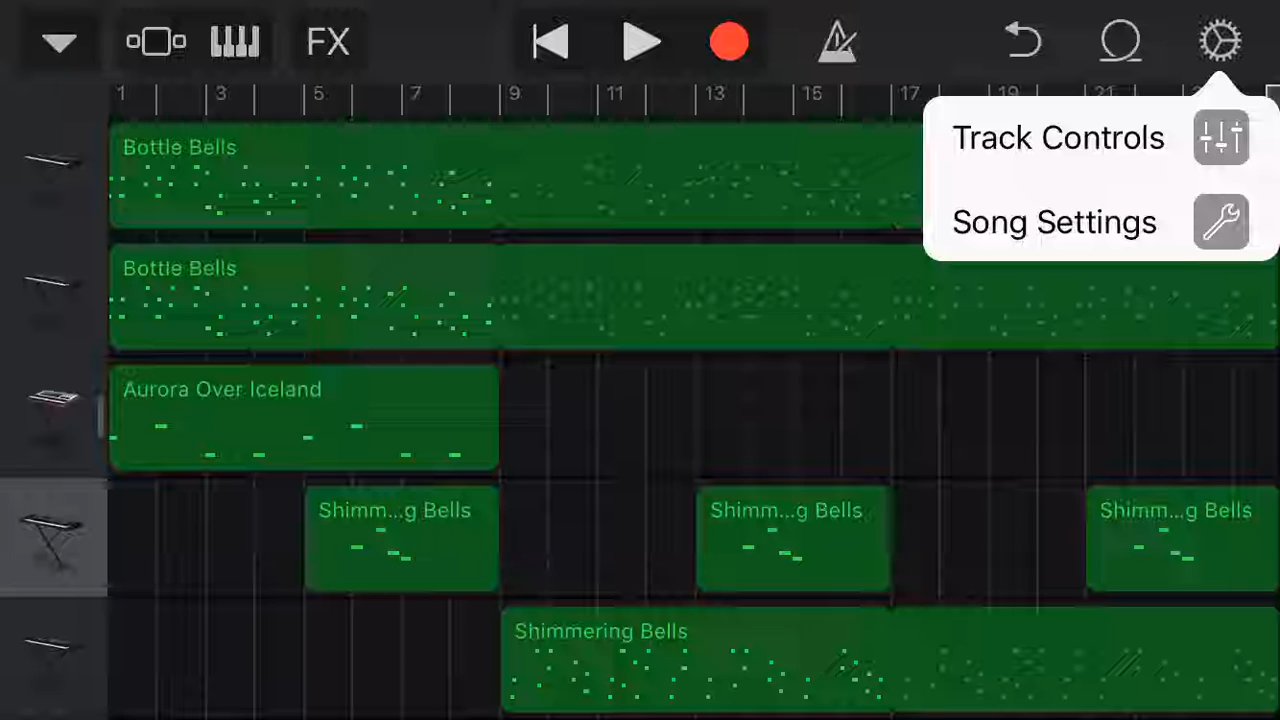 FX
1 3 5 7 9 11 13 15 17 19 21
Track Controls
Song Settings
Bottle Bells
Bottle Bells
Aurora Over Iceland
Shimm...g Bells Shimm...g Bells Shimm...g Bells
Shimmering Bells